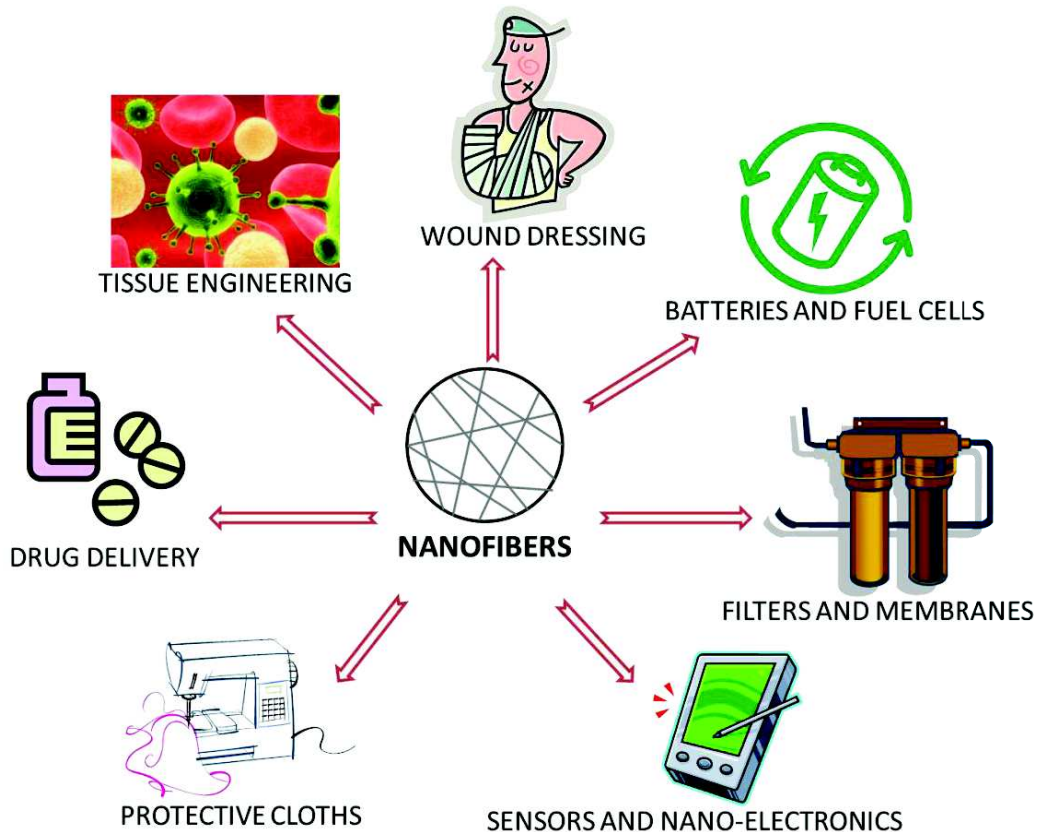 WOUND DRESSING
TISSUE ENGINEERING
BATTERIES AND FUEL CELLS
NANOFIBERS
DRUG DELIVERY
FILTERS AND MEMBRANES
PROTECTIVE CLOTHS
SENSORS AND NANO-ELECTRONICS